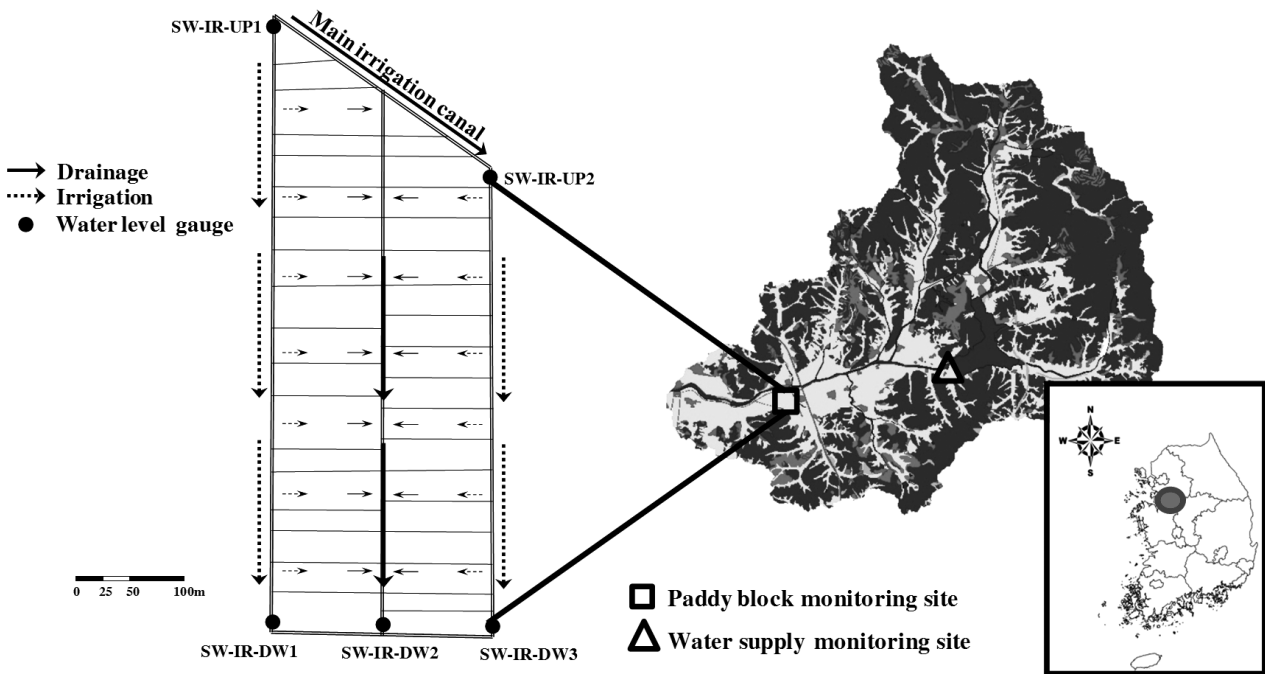 SW-IR-UP1
Main irrigation canal
Drainage
Irrigation
Water level gauge
SW-IR-UP2
0 25 50 100m
SW-IR-DW1
SW-IR-DW2
SW-IR-DW3
Paddy block monitoring site
Water supply monitoring site
N
W E
S